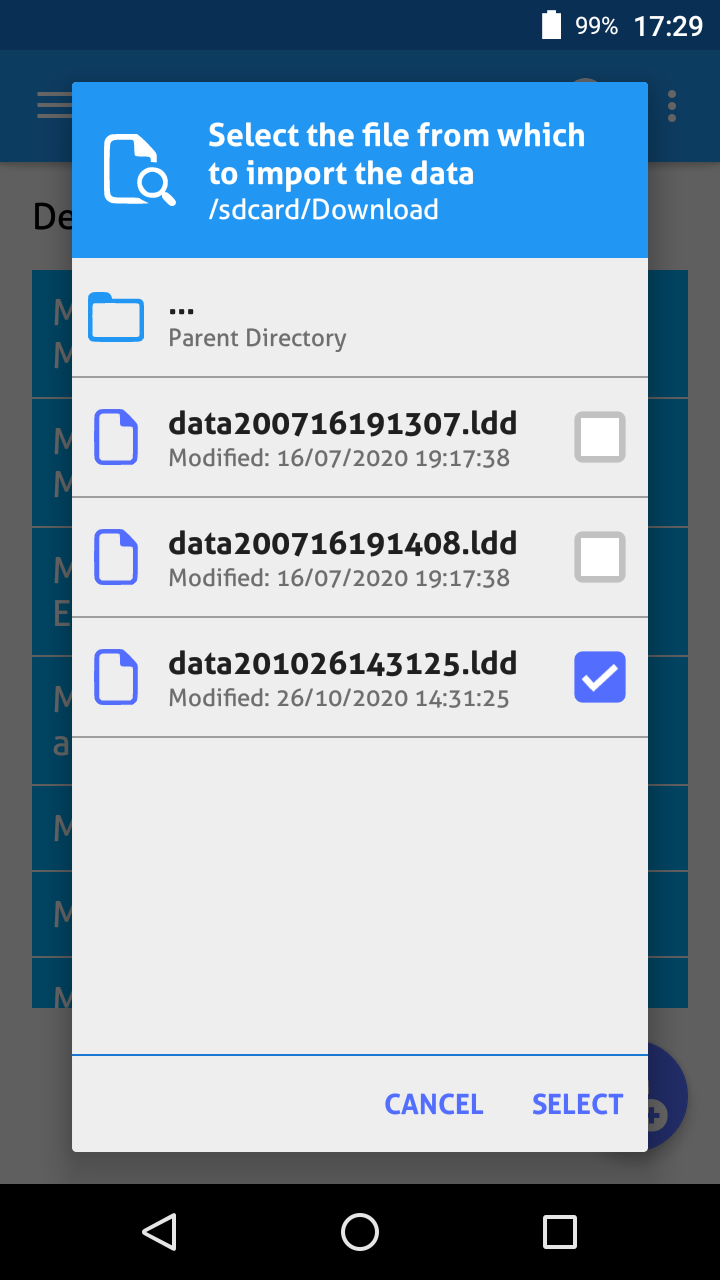 99% 17:29
Select the file from which
to import the data
/sdcard/Download
...
Parent Directory
data200716191307.ldd
Modified: 16/07/2020 19:17:38
data200716191408.ldd
Modified: 16/07/2020 19:17:38
data201026143125.ldd
Modified: 26/10/2020 14:31:25
CANCEL SELECT